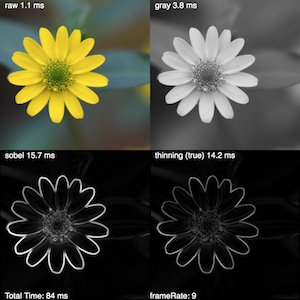 raw 1.1 ms
gray 3.8 ms
sobel 15.7 ms
thinning (true) 14.2 ms
Total Time: 84 ms
frameRate: 9